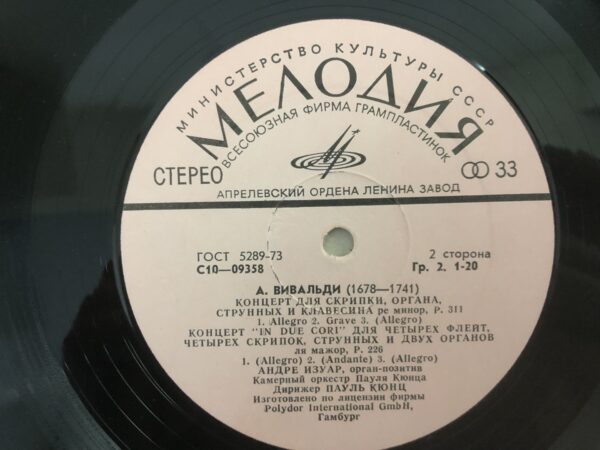 МИНИСТЕРСТВО КУЛЬТУРЫ СССР
МЕЛОДИЯ
ВСЕСОЮЗНАЯ ФИРМА ГРАМПЛАСТИНОК
СТЕРЕО
33
АПРЕЛЕВСКИЙ ОРДЕНА ЛЕНИНА ЗАВОД
ГОСТ 5289-73
2 сторона
С10—09358
Гр. 2. 1-20
А. ВИВАЛЬДИ (1678—1741)
КОНЦЕРТ ДЛЯ СКРИПКИ, ОРГАНА,
СТРУННЫХ И КЛАВЕСИНА ре минор, Р. 311
1. Allegro 2. Grave 3. (Allegro)
КОНЦЕРТ "IN DUE CORI" ДЛЯ ЧЕТЫРЕХ ФЛЕЙТ,
ЧЕТЫРЕХ СКРИПОК, СТРУННЫХ И ДВУХ ОРГАНОВ
ля мажор, Р. 226
1. (Allegro) 2. (Andante) 3. (Allegro)
АНДРЕ ИЗУАР, орган-позитив
Камерный оркестр Пауля Кюнца
Дирижер ПАУЛЬ КЮНЦ
Изготовлено по лицензии фирмы
Polydor International GmbH,
Гамбург